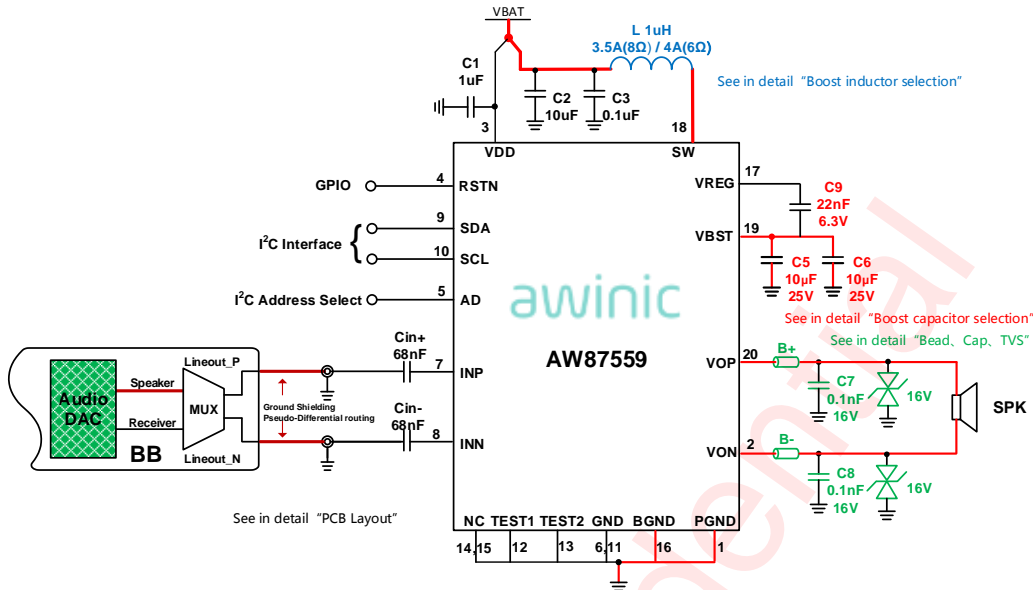 VBAT
L 1uH
3.5A(8Ω) / 4A(6Ω)
See in detail “Boost inductor selection”
C1
1uF
C2
10uF
C3
0.1uF
3
18
VDD
SW
GPIO
4
RSTN
VREG
17
C9
22nF
6.3V
I²C Interface
{
9
SDA
10
SCL
VBST
19
C5
10µF
25V
C6
10µF
25V
I²C Address Select
5
AD
awinic
See in detail “Boost capacitor selection”
See in detail “Bead、Cap、TVS”
AW87559
Cin+
68nF
7
INP
Cin-
68nF
8
INN
VOP
20
B+
C7
0.1nF
16V
16V
SPK
VON
2
B-
C8
0.1nF
16V
16V
Lineout_P
Speaker
Audio
DAC
MUX
Receiver
BB
Lineout_N
Ground Shielding
Pseudo-Differential routing
See in detail “PCB Layout”
NC TEST1 TEST2 GND BGND PGND
14,15 12 13 6,11 16 1
dential